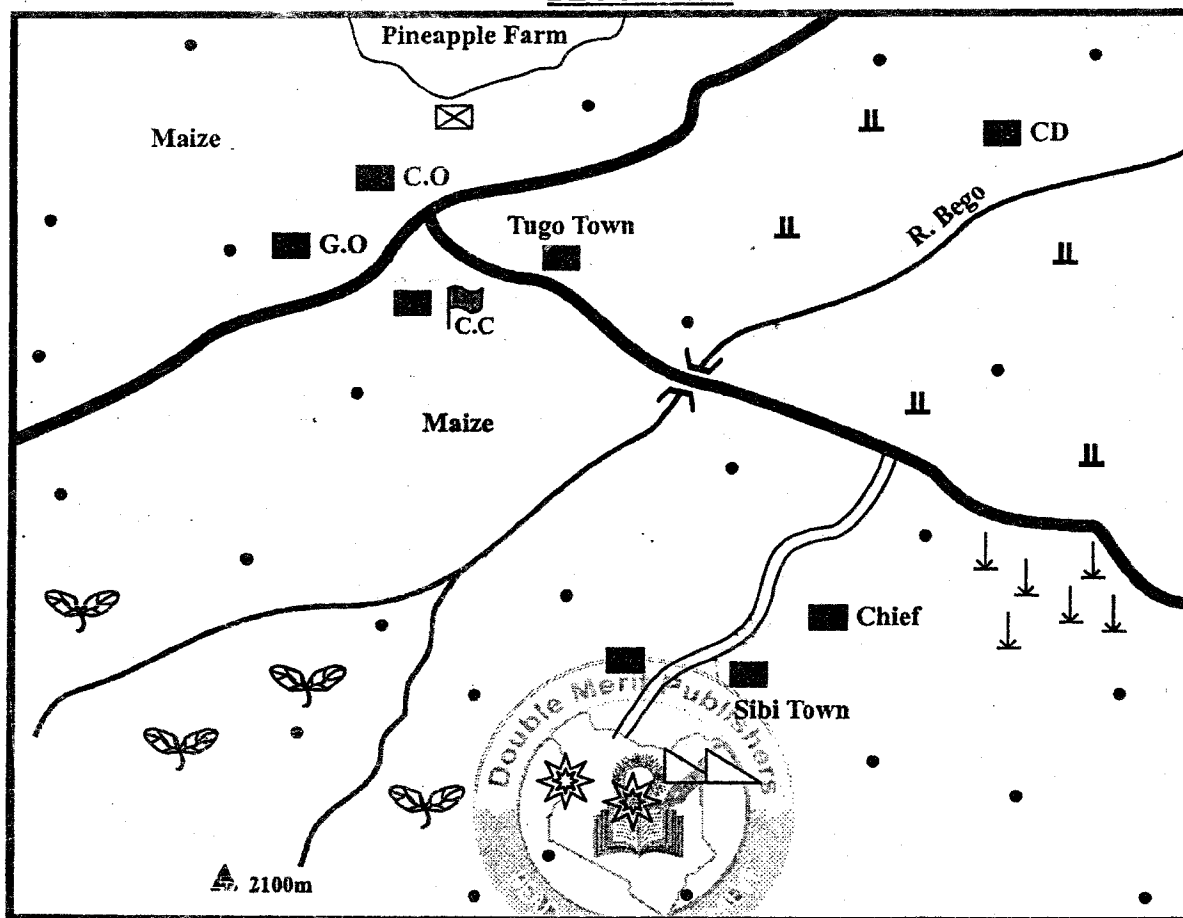 Pineapple Farm
Maize
CD
C.O
R. Bego
Tugo Town
G.O
C.C
Maize
Chief
Sibi Town
Double Merit Publishers
2100m